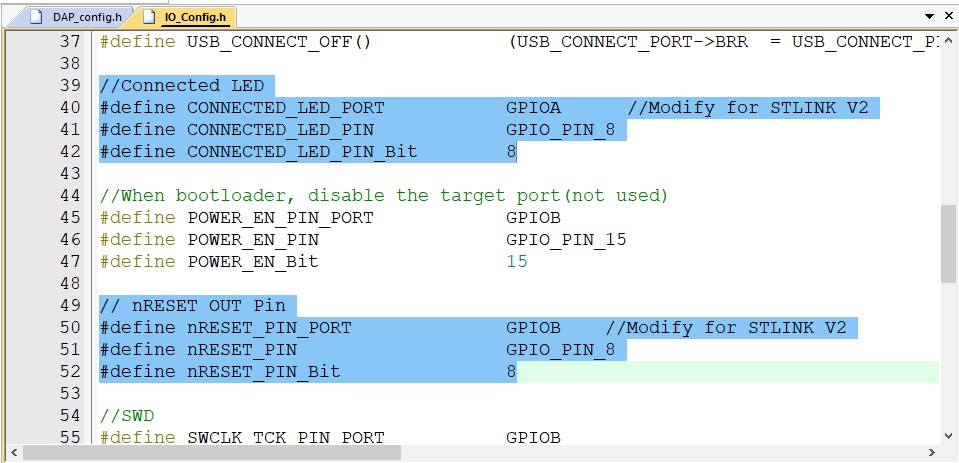 DAP_config.h IO_Config.h
37 #define USB_CONNECT_OFF() (USB_CONNECT_PORT->BRR = USB_CONNECT_PI
38
39 //Connected LED
40 #define CONNECTED_LED_PORT GPIOA //Modify for STLINK V2
41 #define CONNECTED_LED_PIN GPIO_PIN_8
42 #define CONNECTED_LED_PIN_Bit 8
43
44 //When bootloader, disable the target port(not used)
45 #define POWER_EN_PIN_PORT GPIOB
46 #define POWER_EN_PIN GPIO_PIN_15
47 #define POWER_EN_Bit 15
48
49 // nRESET OUT Pin
50 #define nRESET_PIN_PORT GPIOB //Modify for STLINK V2
51 #define nRESET_PIN GPIO_PIN_8
52 #define nRESET_PIN_Bit 8
53
54 //SWD
55 #define SWCLK_TCK_PIN_PORT GPIOB